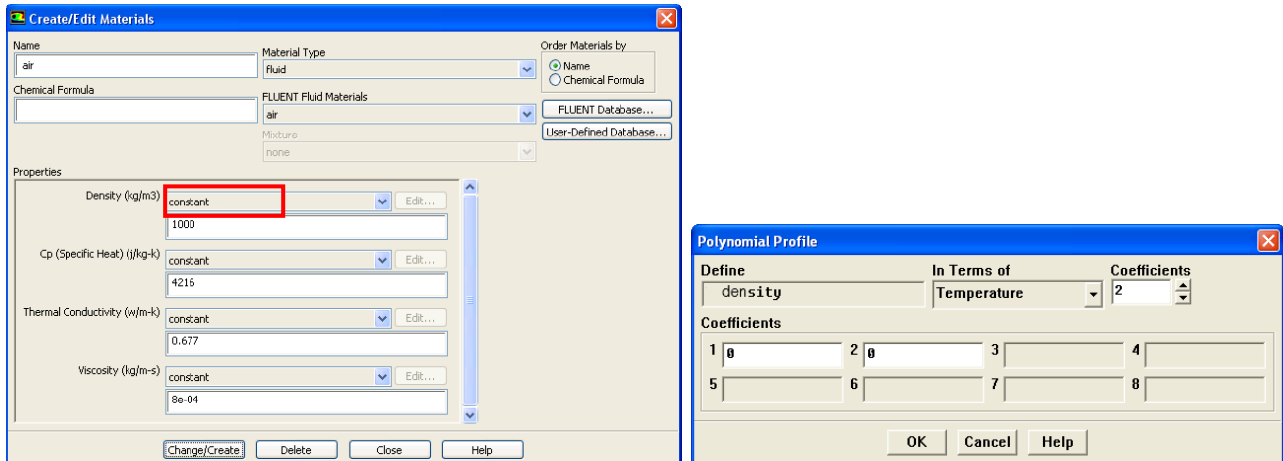 Create/Edit Materials
Name
air
Material Type
fluid
Order Materials by
Name
Chemical Formula
Chemical Formula
FLUENT Fluid Materials
air
FLUENT Database...
User-Defined Database...
Mixture
none
Properties
Density (kg/m3) constant Edit...
1000
Cp (Specific Heat) (j/kg-k) constant Edit...
4216
Thermal Conductivity (w/m-k) constant Edit...
0.677
Viscosity (kg/m-s) constant Edit...
8e-04
Change/Create Delete Close Help
Polynomial Profile
Define In Terms of Coefficients
density Temperature 2
Coefficients
1 0 2 0 3 4
5 6 7 8
OK Cancel Help